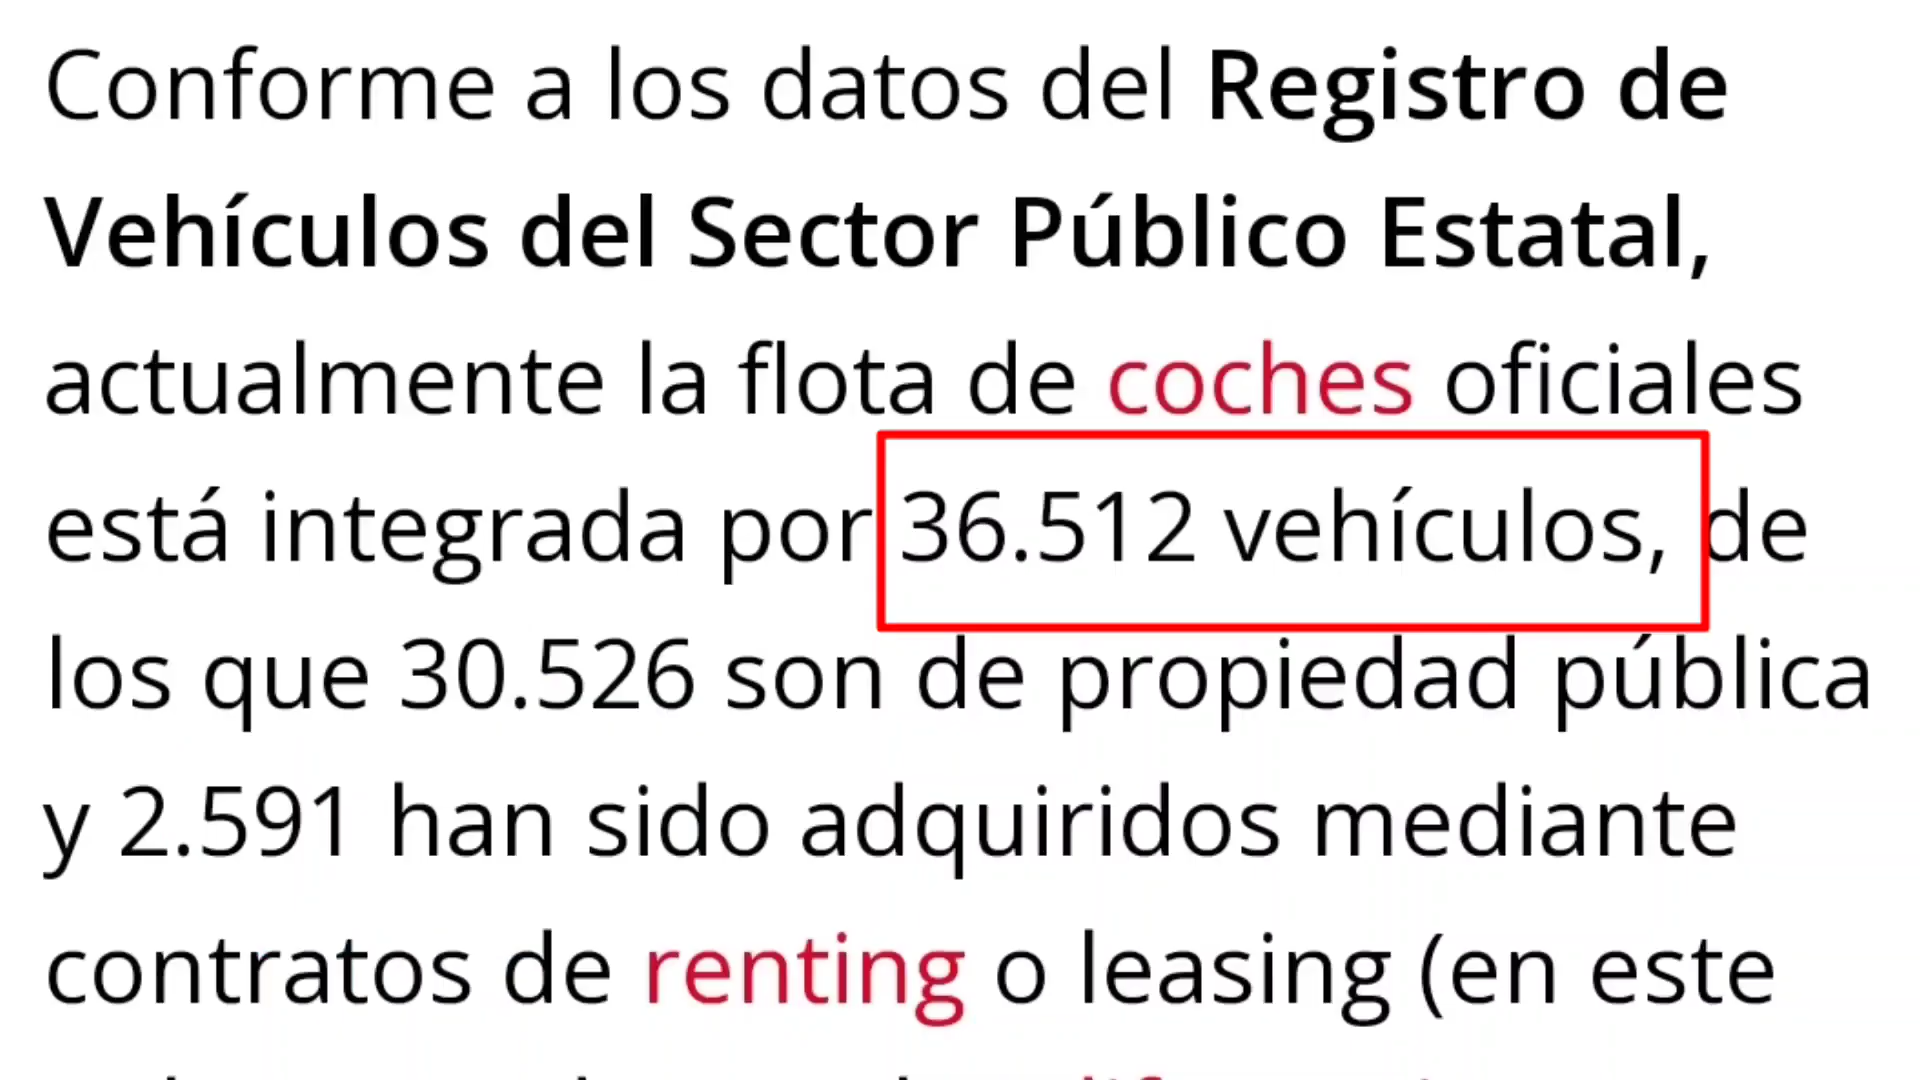 Conforme a los datos del Registro de
Vehículos del Sector Público Estatal,
actualmente la flota de coches oficiales
está integrada por 36.512 vehículos, de
los que 30.526 son de propiedad pública
y 2.591 han sido adquiridos mediante
contratos de renting o leasing (en este